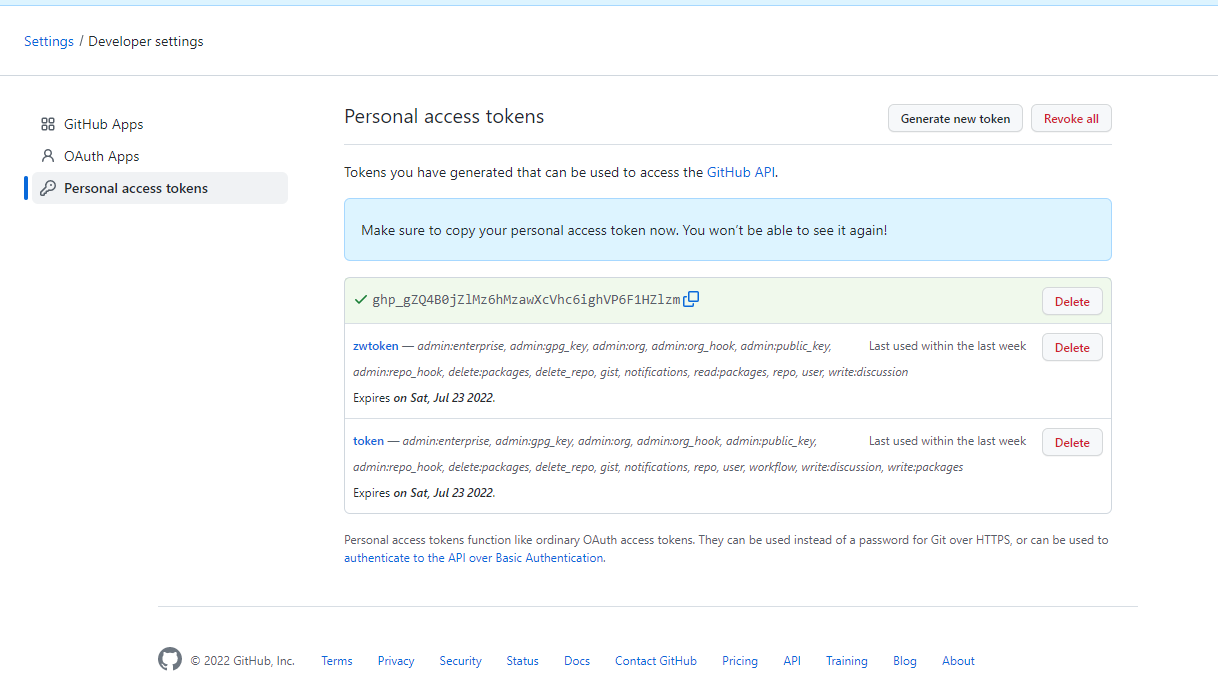 Settings / Developer settings
GitHub Apps
OAuth Apps
Personal access tokens
Personal access tokens
Generate new token
Revoke all
Tokens you have generated that can be used to access the GitHub API.
Make sure to copy your personal access token now. You won't be able to see it again!
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
Delete
zwtoken — admin:enterprise, admin:gpg_key, admin:org, admin:org_hook, admin:public_key,
Last used within the last week
Delete
admin:repo_hook, delete:packages, delete_repo, gist, notifications, read:packages, repo, user, write:discussion
Expires on Sat, Jul 23 2022.
token — admin:enterprise, admin:gpg_key, admin:org, admin:org_hook, admin:public_key,
Last used within the last week
Delete
admin:repo_hook, delete:packages, delete_repo, gist, notifications, repo, user, workflow, write:discussion, write:packages
Expires on Sat, Jul 23 2022.
Personal access tokens function like ordinary OAuth access tokens. They can be used instead of a password for Git over HTTPS, or can be used to
authenticate to the API over Basic Authentication.
© 2022 GitHub, Inc. Terms Privacy Security Status Docs Contact GitHub Pricing API Training Blog About